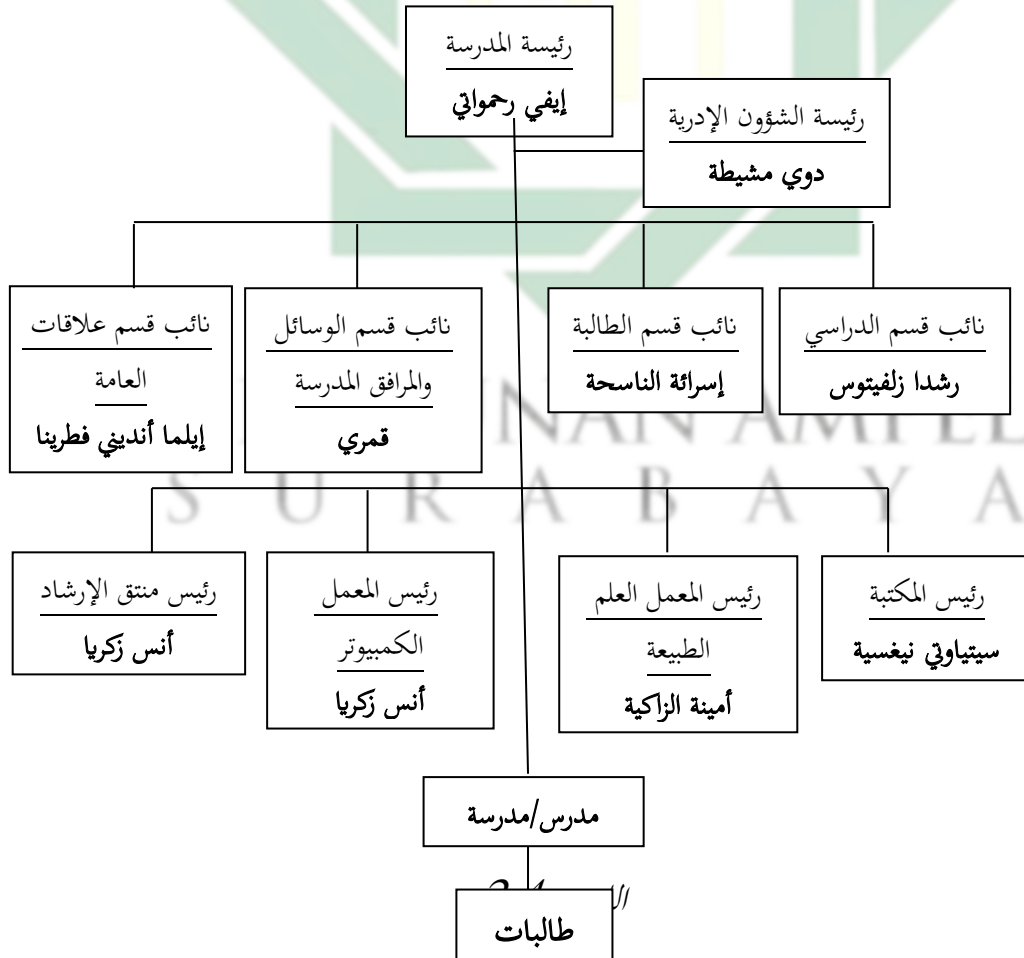 رئيسة المدرسة
إيفي رحمواتي
رئيسة الشؤون الإدرية
دوي مشيطة
نائب قسم الدراسي
رشدا زلفيتوس
نائب قسم الطالبة
إسرائة الناسحة
نائب قسم الوسائل
والمرافق المدرسة
قمري
نائب قسم علاقات
العامة
إيلما أنديني فطرينا
UNAN AMPEL
S U R A B A Y A
رئيس المكتبة
سيتياوتي نيغسية
رئيس المعمل العلم
الطبيعة
أمينة الزاكية
رئيس المعمل
الكمبيوتر
أنس زكريا
رئيس منتق الإرشاد
أنس زكريا
مدرس/مدرسة
طالبات